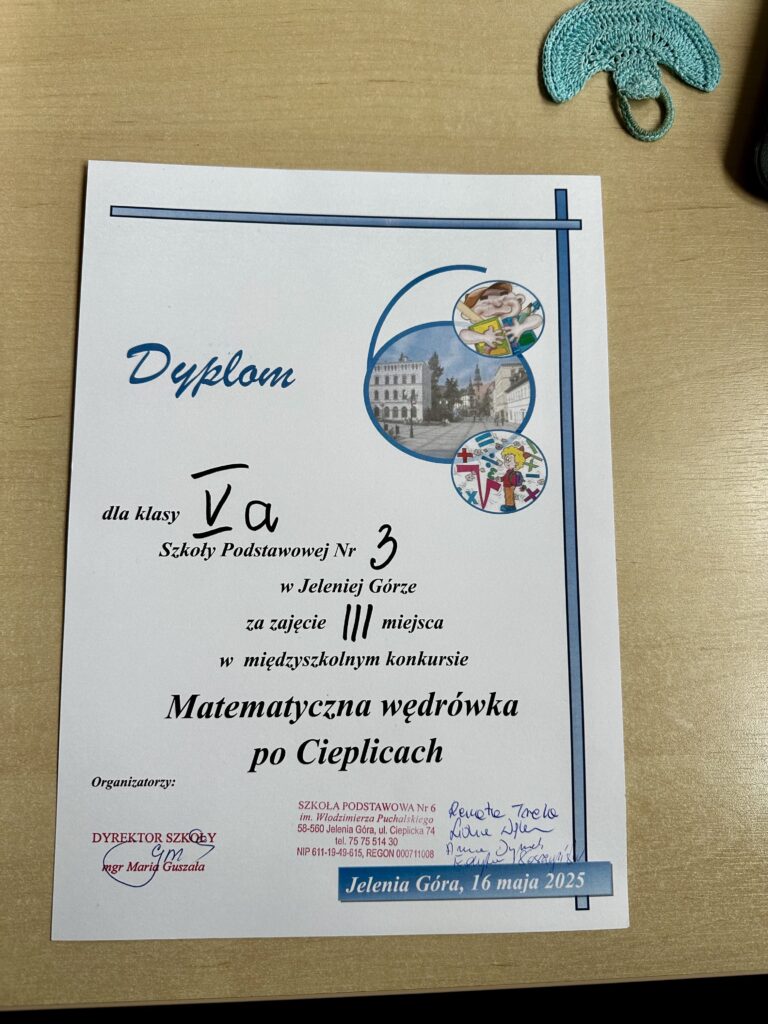 Dyplom
dla klasy Va
Szkoły Podstawowej Nr 3
w Jeleniej Górze
za zajęcie III miejsca
w międzyszkolnym konkursie
Matematyczna wędrówka
po Cieplicach
Organizatorzy:
DYREKTOR SZKOŁY
mgr Maria Guszała
SZKOŁA PODSTAWOWA Nr 6
im. Włodzimierza Puchalskiego
58-560 Jelenia Góra, ul. Cieplicka 74
tel. 75 75 514 30
NIP 611-19-49-615, REGON 000711008
Renata
Anna
Jelenia Góra, 16 maja 2025